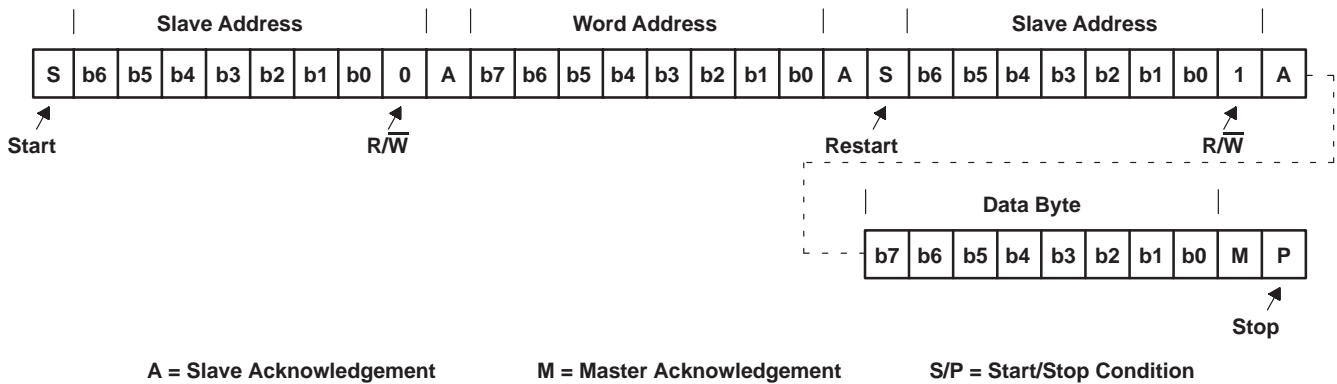 Slave Address Word Address Slave Address
S b6 b5 b4 b3 b2 b1 b0 0 A b7 b6 b5 b4 b3 b2 b1 b0 A S b6 b5 b4 b3 b2 b1 b0 1 A
Start R/W̅ Restart R/W̅
Data Byte
b7 b6 b5 b4 b3 b2 b1 b0 M P
Stop
A = Slave Acknowledgement M = Master Acknowledgement S/P = Start/Stop Condition